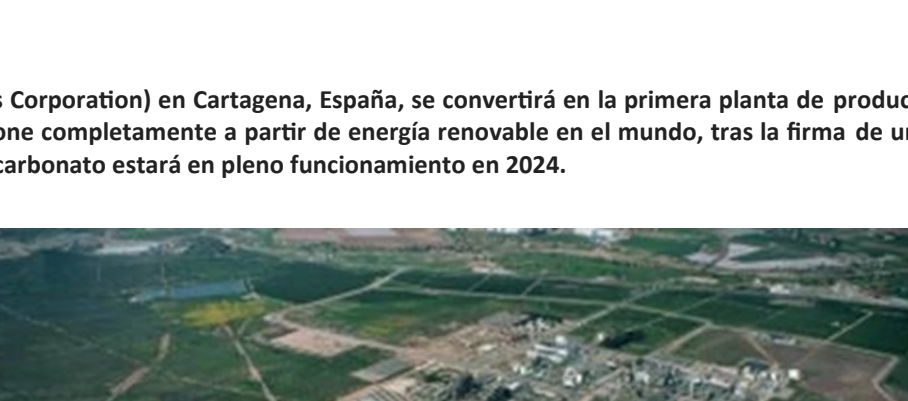 s Corporation) en Cartagena, España, se convertirá en la primera planta de produc
one completamente a partir de energía renovable en el mundo, tras la firma de un
carbonato estará en pleno funcionamiento en 2024.